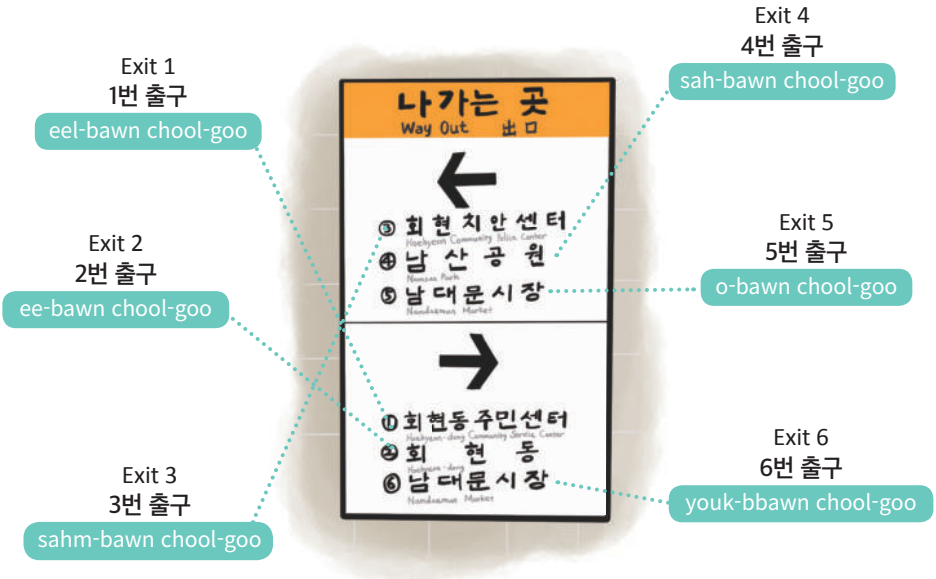 Exit 1
1번 출구
eel-bawn chool-goo
Exit 2
2번 출구
ee-bawn chool-goo
Exit 3
3번 출구
sahm-bawn chool-goo
나가는 곳
Way Out 出口
③ 회현치안센터
Hoehyeon Community Police Center
④ 남산공원
Namsan Park
⑤ 남대문시장
Namdaemun Market
① 회현동주민센터
Hoehyeon-dong Community Service Center
② 회현동
Hoehyeon-dong
⑥ 남대문시장
Namdaemun Market
Exit 4
4번 출구
sah-bawn chool-goo
Exit 5
5번 출구
o-bawn chool-goo
Exit 6
6번 출구
youk-bbawn chool-goo